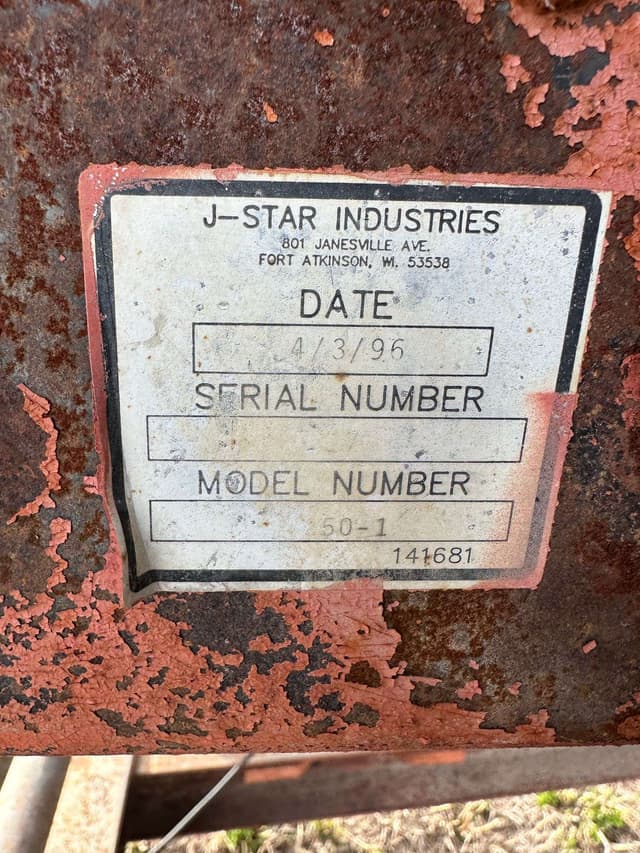 J-STAR INDUSTRIES
801 JANESVILLE AVE.
FORT ATKINSON, WI. 53538
DATE
4/3/96
SERIAL NUMBER
MODEL NUMBER
50-1
141681